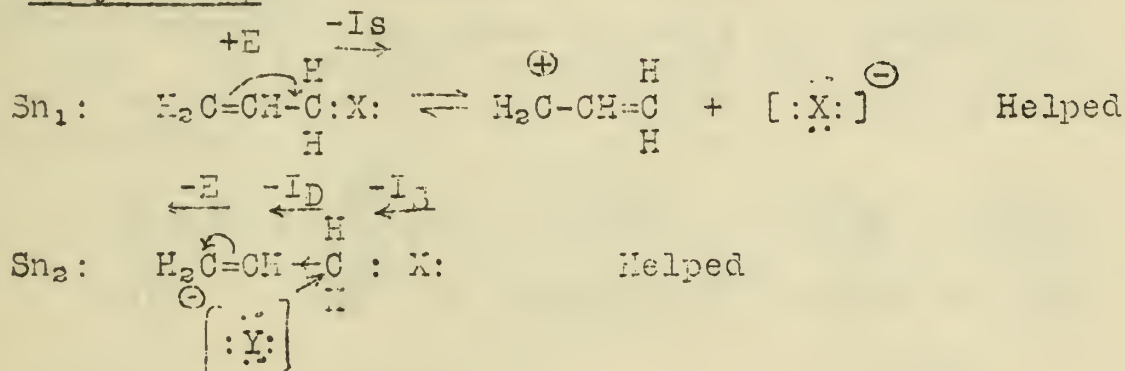 +E -Is
H H
Sn₁: H₂C=CH-C:X: ⇌ H₂C-CH=C + [:X:]⊖ Helped
⊕
H H
-E -I_D
H
Sn₂: H₂C=CH C : X: Helped
⊖ H
[:Y:]